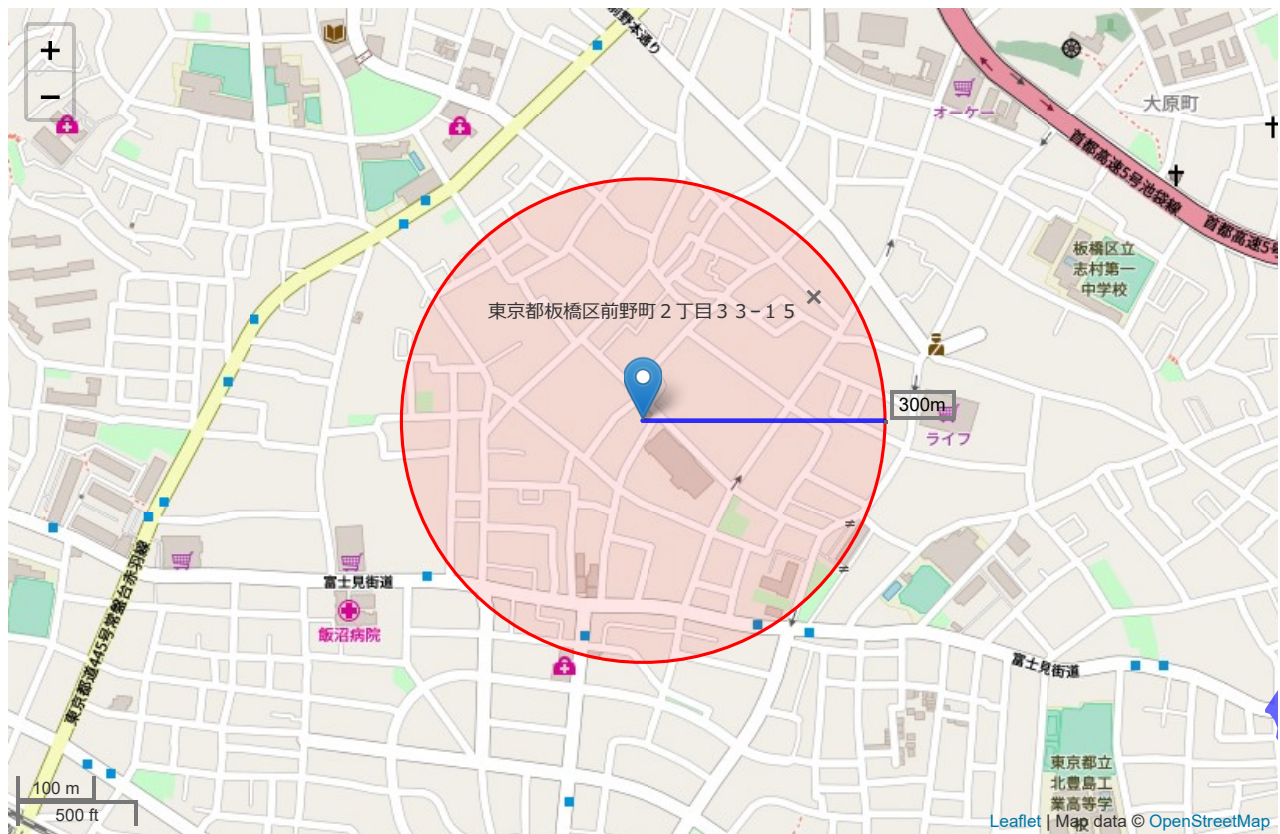 +
−
前野本通り
オーケー
大原町
首都高速5号池袋線
首都高速5号
板橋区立
志村第一
中学校
東京都板橋区前野町２丁目３３−１５
×
300m
ライフ
富士見街道
飯沼病院
東京都道445号常盤台赤羽線
富士見街道
東京都立
北豊島工
業高等学
校
100 m
500 ft
Leaflet | Map data © OpenStreetMap